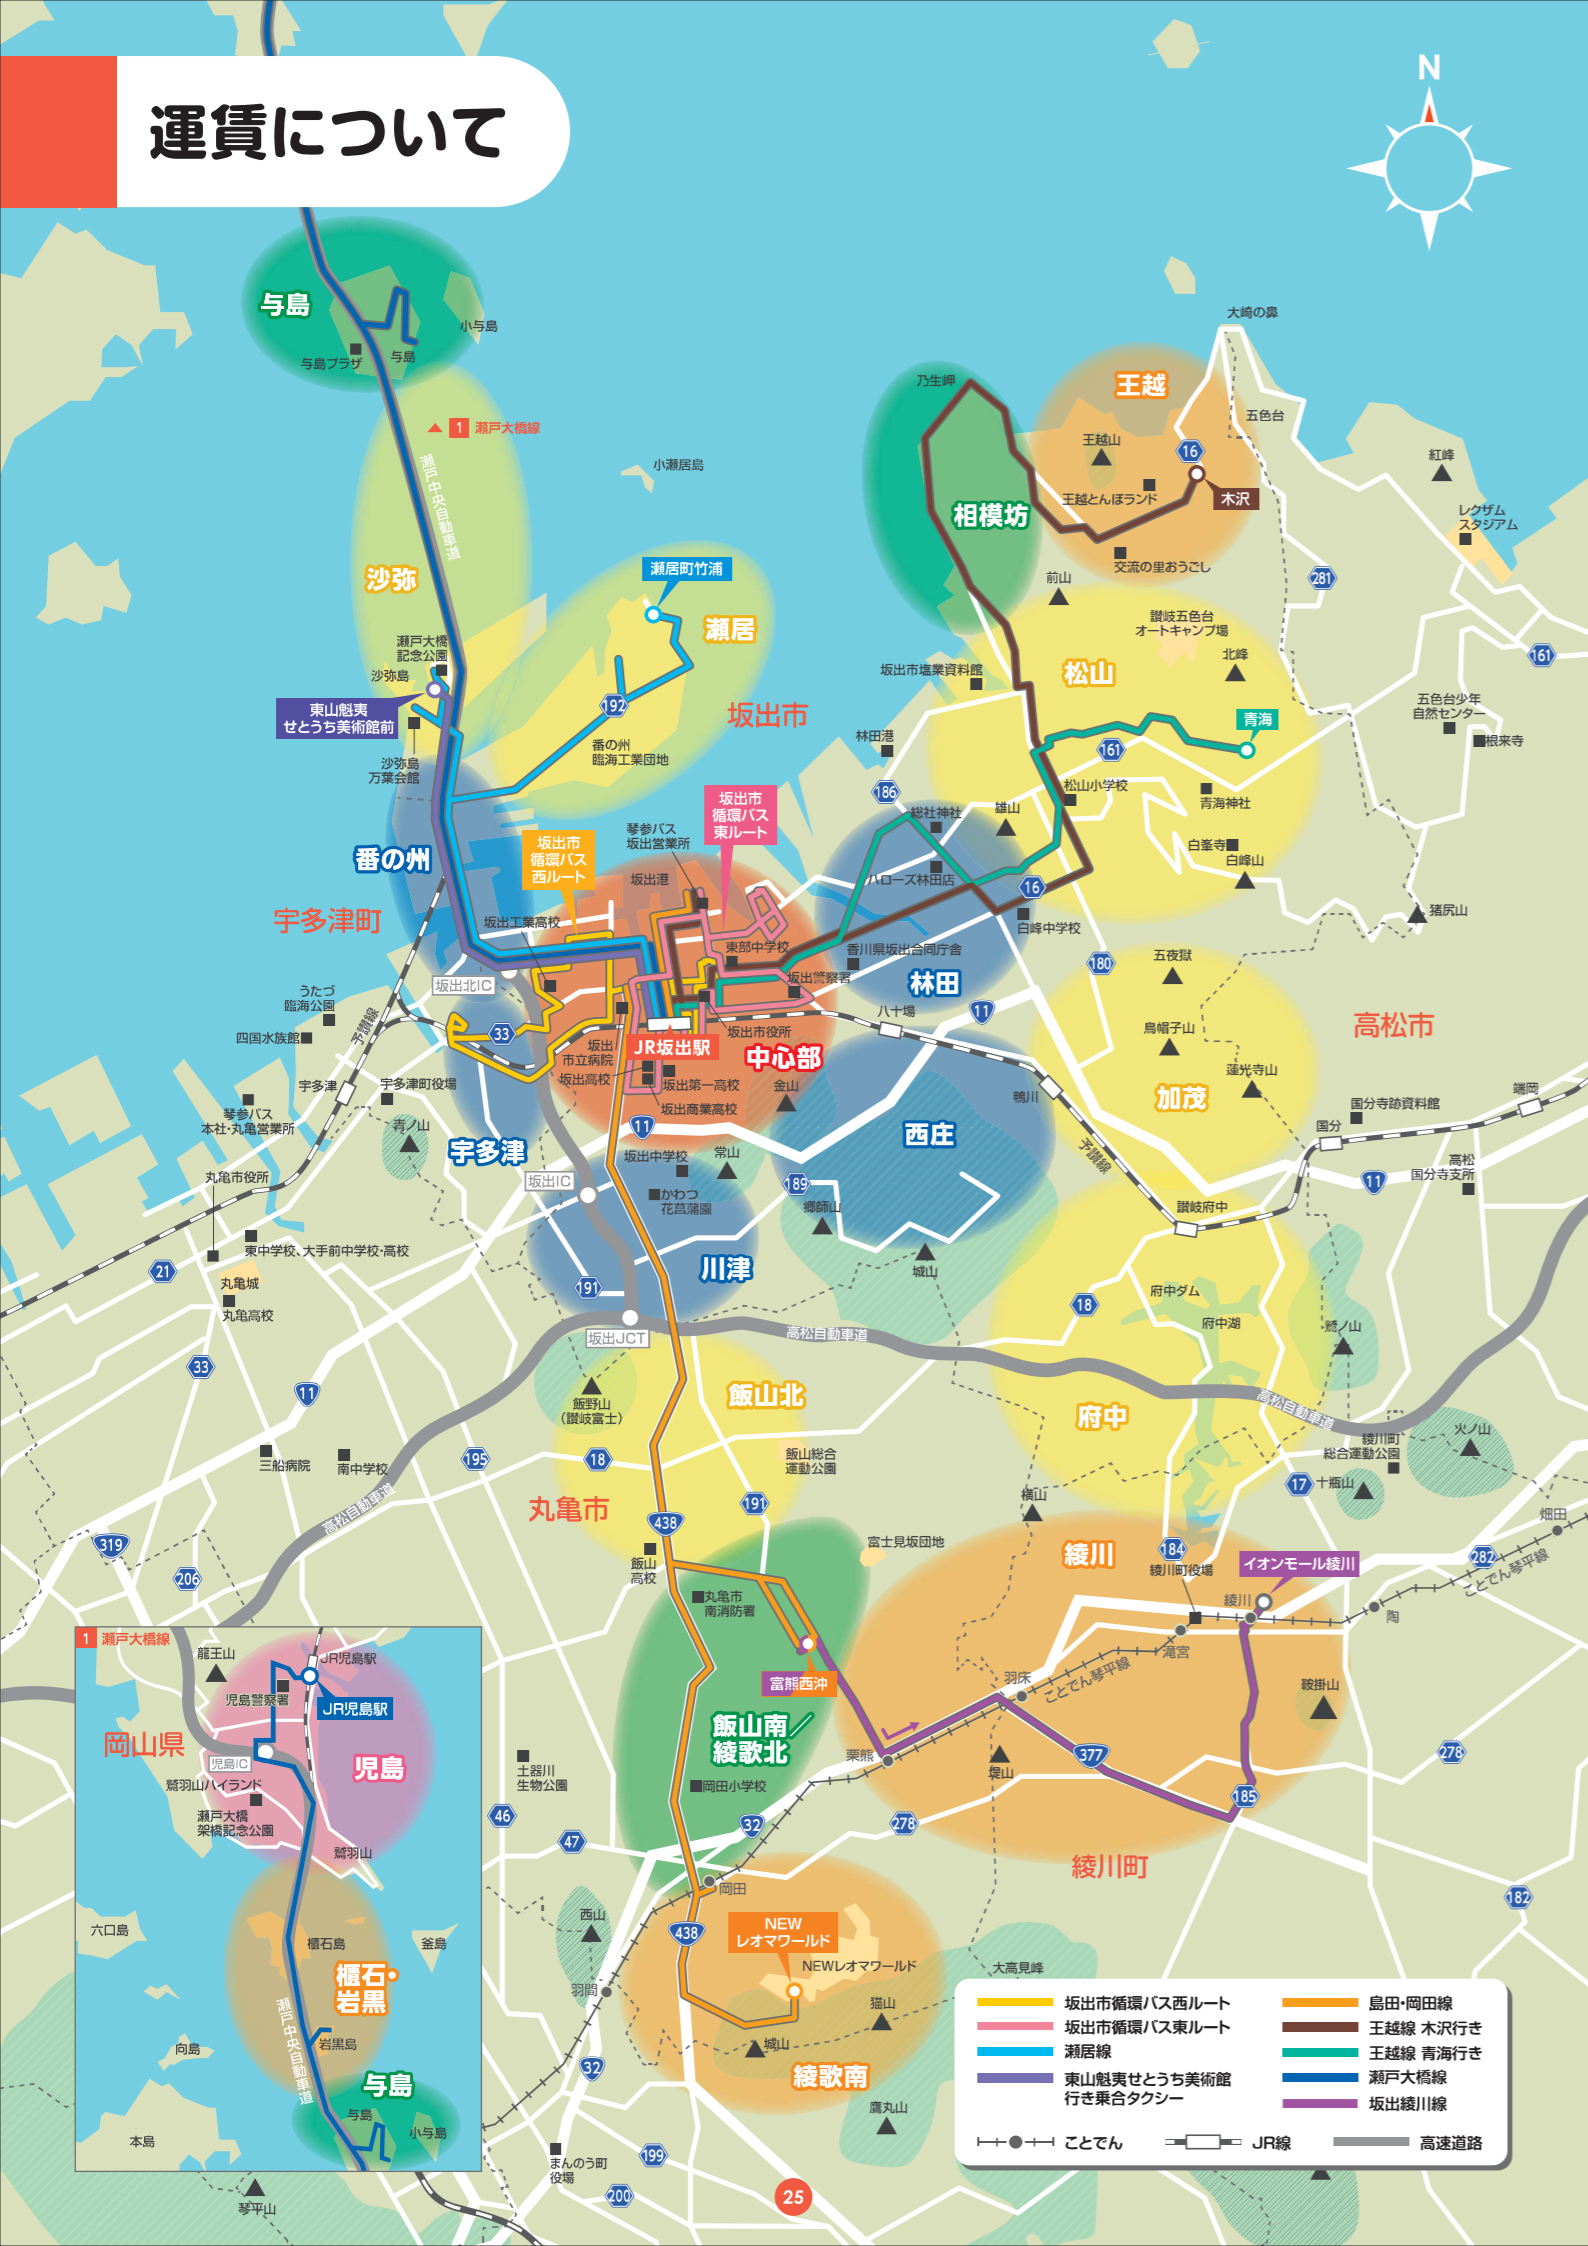 運賃について
N
与島
小与島
与島プラザ
与島
1 瀬戸大橋線
瀬戸中央自動車道
小瀬居島
大崎の鼻
乃生岬
王越
五色台
王越山
16
紅峰
王越とんぼランド
木沢
相模坊
レクザム
スタジアム
交流の里おうごし
沙弥
瀬居町竹浦
前山
281
瀬居
讃岐五色台
オートキャンプ場
瀬戸大橋
記念公園
沙弥島
坂出市塩業資料館
松山
北峰
161
東山魁夷
せとうち美術館前
192
坂出市
五色台少年
自然センター
青海
林田港
161
根来寺
番の州
臨海工業団地
沙弥島
万葉会館
坂出市
循環バス
東ルート
186
松山小学校
青海神社
総社神社
雄山
坂出市
循環バス
西ルート
琴参バス
坂出営業所
番の州
白峯寺
白峰山
坂出港
ハローズ林田店
16
宇多津町
坂出工業高校
猪尻山
白峰中学校
東部中学校
香川県坂出合同庁舎
五夜嶽
180
坂出北IC
坂出警察署
林田
うたづ
臨海公園
八十場
11
四国水族館
予讃線
33
坂出市役所
烏帽子山
高松市
坂出
市立病院
JR坂出駅
中心部
宇多津
宇多津町役場
坂出高校
坂出第一高校
金山
蓮光寺山
加茂
鴨川
端岡
琴参バス
本社・丸亀営業所
坂出商業高校
国分寺跡資料館
青ノ山
11
国分
西庄
宇多津
坂出中学校
常山
予讃線
高松
国分寺支所
丸亀市役所
坂出IC
189
11
かわつ
花菖蒲園
郷師山
讃岐府中
東中学校、大手前中学校・高校
21
川津
城山
丸亀城
191
府中ダム
丸亀高校
18
府中湖
坂出JCT
高松自動車道
鷲ノ山
33
11
飯野山
(讃岐富士)
飯山北
府中
高松自動車道
火ノ山
綾川町
総合運動公園
三船病院
南中学校
195
18
飯山総合
運動公園
17
十瓶山
高松自動車道
丸亀市
191
横山
438
畑田
319
飯山
高校
富士見坂団地
綾川
184
綾川町役場
イオンモール綾川
282
ことでん琴平線
206
丸亀市
南消防署
綾川
陶
1 瀬戸大橋線
龍王山
JR児島駅
滝宮
児島警察署
富熊西沖
羽床
ことでん琴平線
鞍掛山
JR児島駅
岡山県
飯山南/
綾歌北
栗熊
児島IC
児島
377
278
土器川
生物公園
堤山
鷲羽山ハイランド
岡田小学校
瀬戸大橋
架橋記念公園
46
185
47
32
278
鷲羽山
綾川町
岡田
182
西山
438
NEW
レオマワールド
六口島
櫃石島
釜島
NEWレオマワールド
大高見峰
櫃石・
岩黒
羽間
猫山
瀬戸中央自動車道
岩黒島
城山
向島
32
綾歌南
与島
鷹丸山
与島
小与島
本島
まんのう町
役場
199
200
琴平山
坂出市循環バス西ルート
坂出市循環バス東ルート
瀬居線
東山魁夷せとうち美術館
行き乗合タクシー
島田・岡田線
王越線 木沢行き
王越線 青海行き
瀬戸大橋線
坂出綾川線
ことでん
JR線
高速道路
25